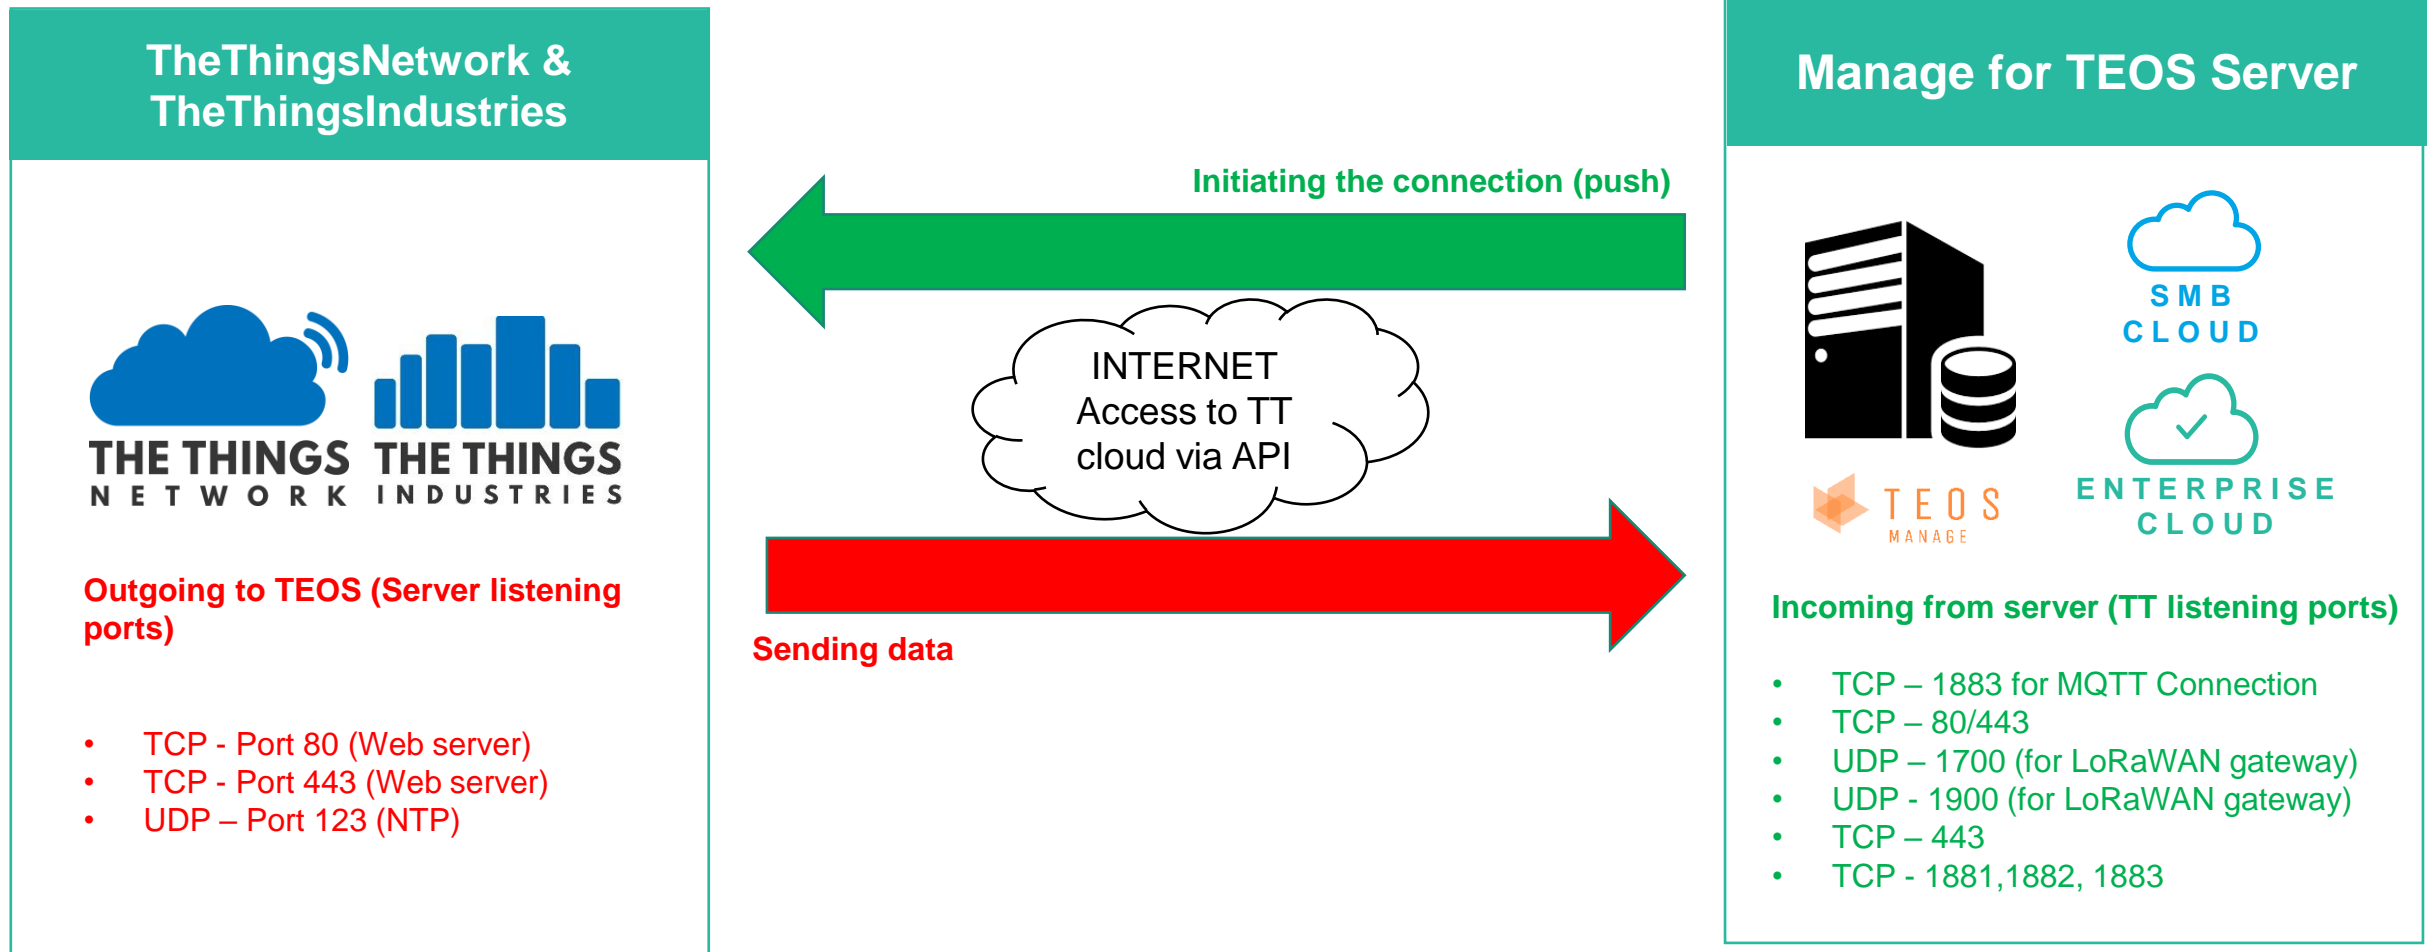 TheThingsNetwork &
TheThingsIndustries
THE THINGS
NETWORK
THE THINGS
INDUSTRIES
Outgoing to TEOS (Server listening
ports)
• TCP - Port 80 (Web server)
• TCP - Port 443 (Web server)
• UDP – Port 123 (NTP)
Initiating the connection (push)
INTERNET
Access to TT
cloud via API
Sending data
Manage for TEOS Server
SMB
CLOUD
TEOS
MANAGE
ENTERPRISE
CLOUD
Incoming from server (TT listening ports)
• TCP – 1883 for MQTT Connection
• TCP – 80/443
• UDP – 1700 (for LoRaWAN gateway)
• UDP - 1900 (for LoRaWAN gateway)
• TCP – 443
• TCP - 1881,1882, 1883